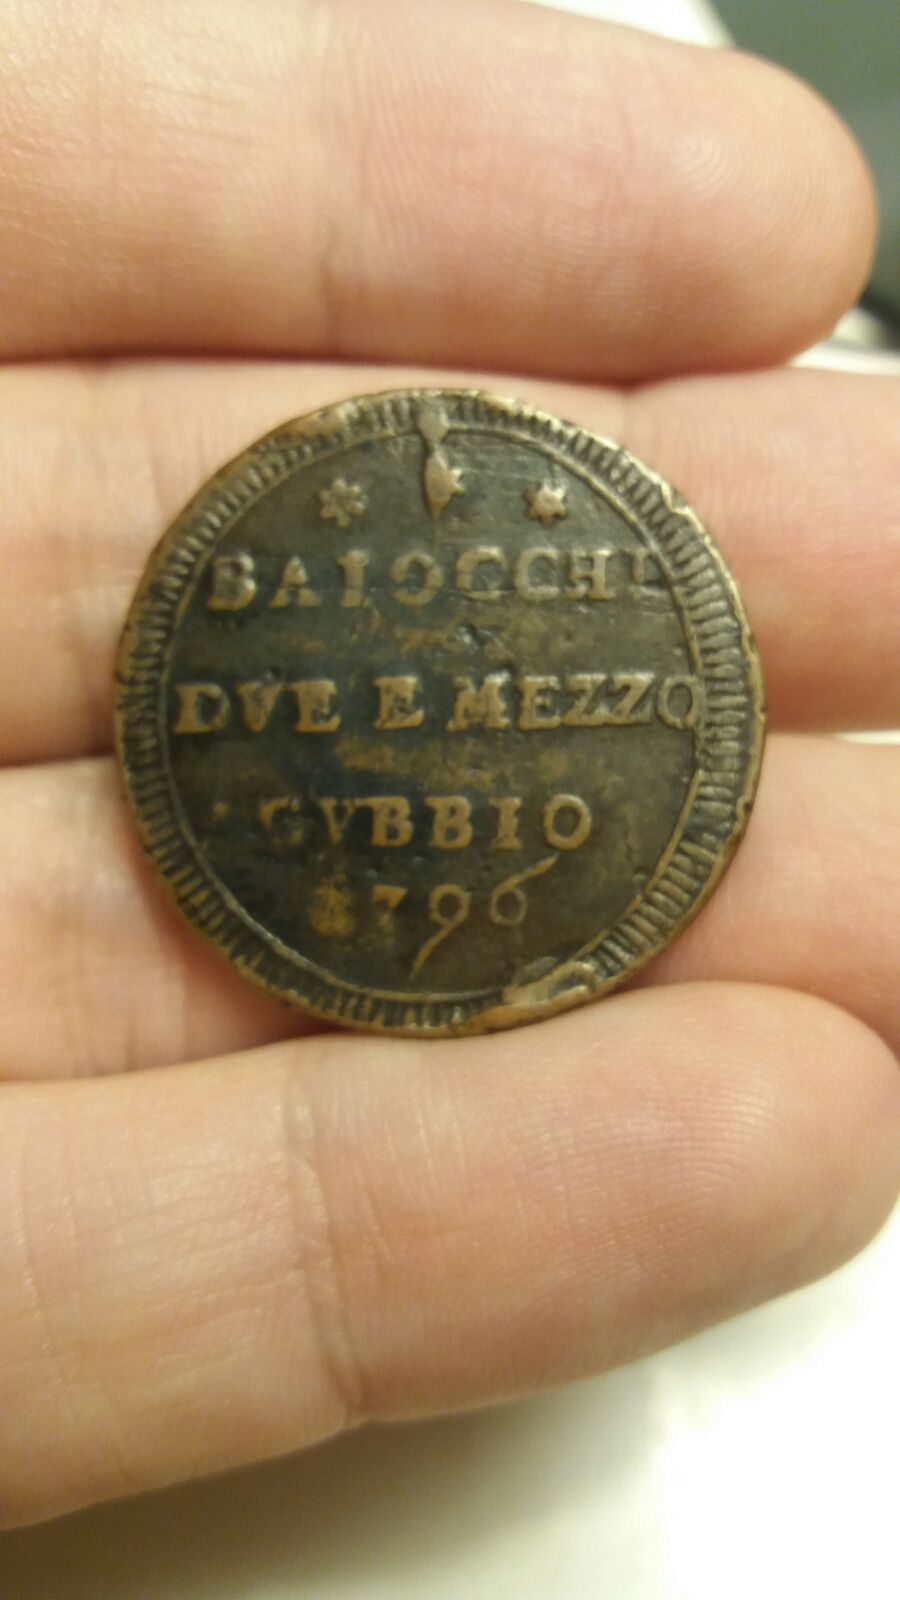 BAIOCCHI
DVE E MEZZO
GVBBIO
1796